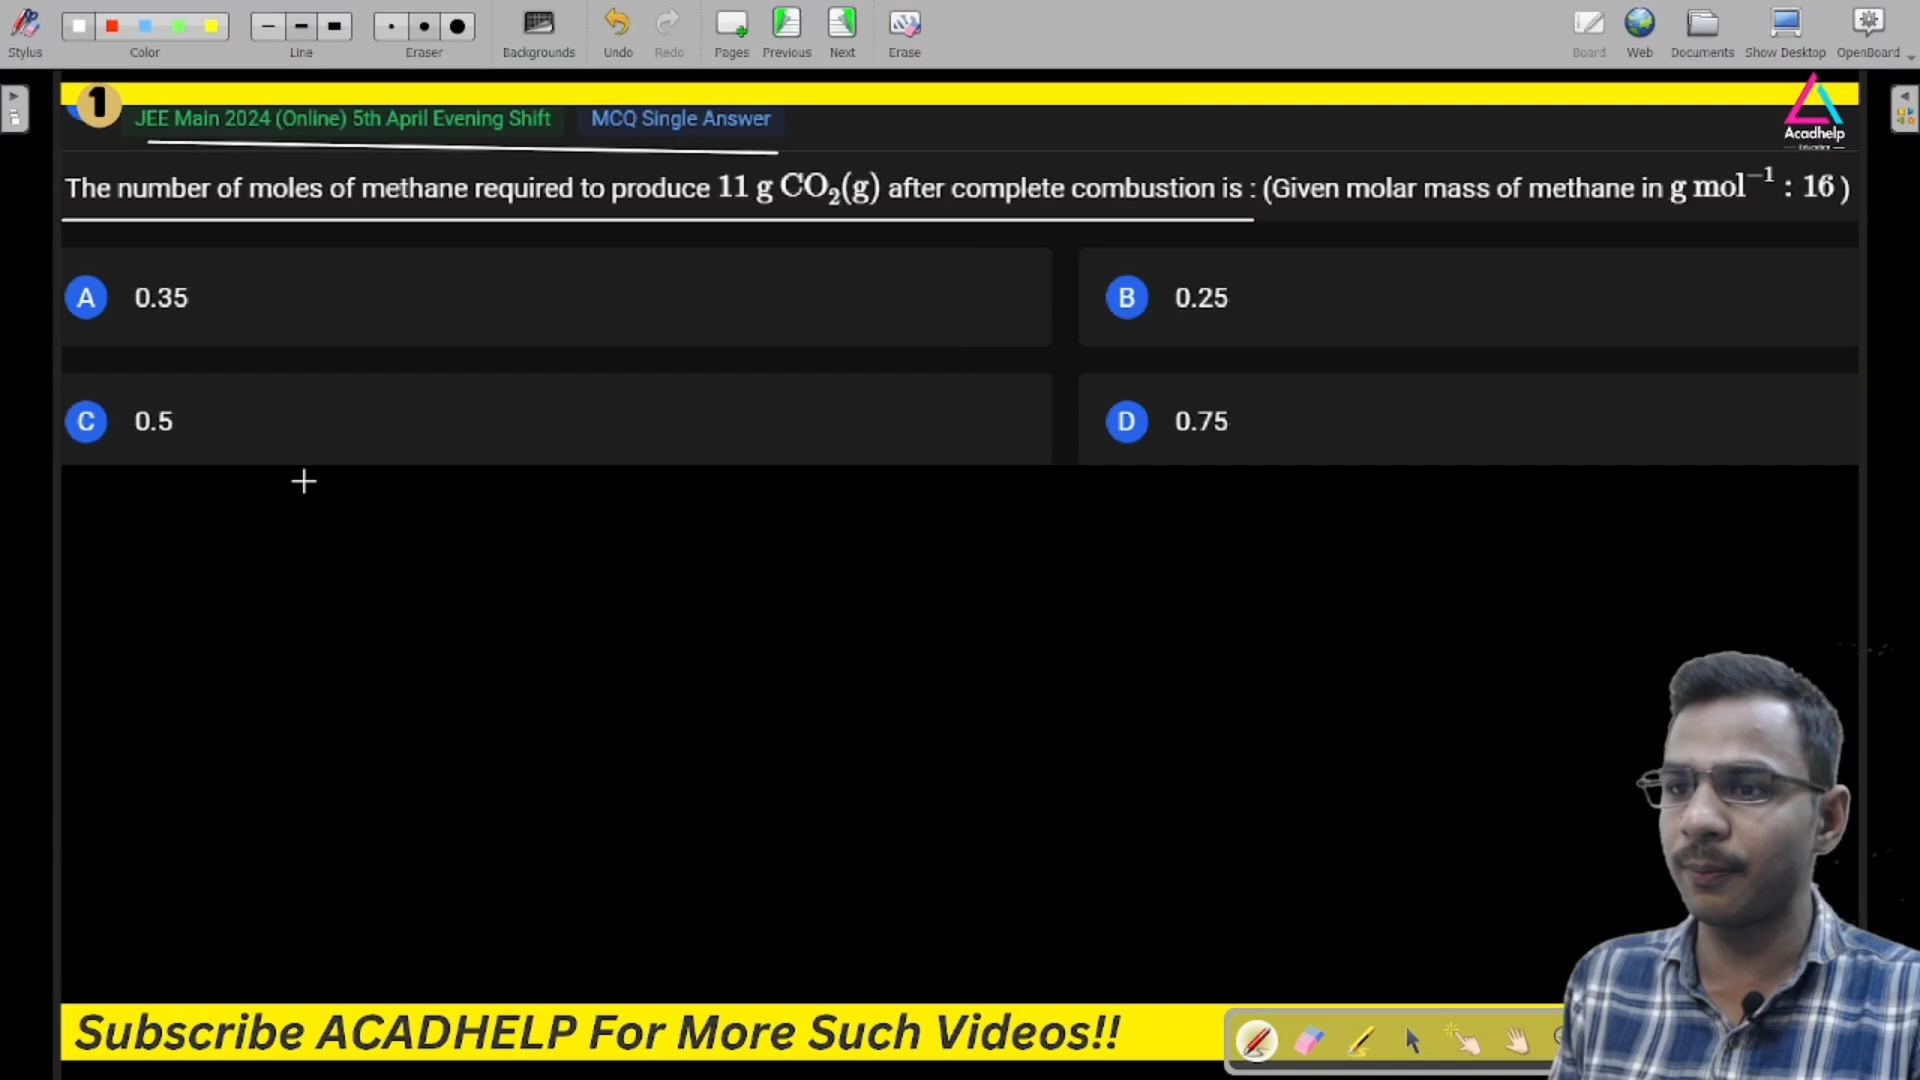 Stylus
Color
Line
Eraser
Backgrounds
Undo
Redo
Pages
Previous
Next
Erase
Board
Web
Documents
Show Desktop
OpenBoard
1
JEE Main 2024 (Online) 5th April Evening Shift
MCQ Single Answer
Acadhelp
Education
The number of moles of methane required to produce 11 g CO₂(g) after complete combustion is : (Given molar mass of methane in g mol⁻¹ : 16 )
A 0.35
B 0.25
C 0.5
D 0.75
Subscribe ACADHELP For More Such Videos!!